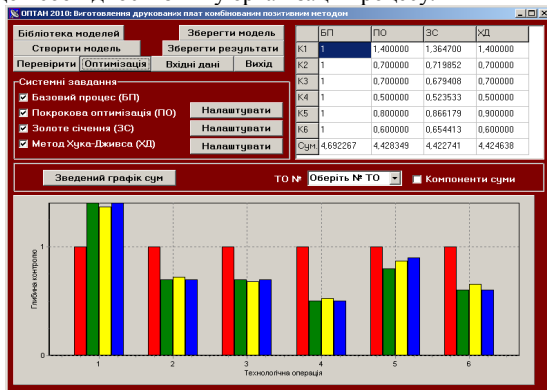 ОПТАН 2010: Виготовлення друкованих плат комбінованим позитивним методом
Бібліотека моделей
Зберегти модель
Створити модель
Зберегти результати
Перевірити
Оптимізація
Вхідні дані
Вихід
Системні завдання
Базовий процес (БП)
Покрокова оптимізація (ПО)
Налаштувати
Золоте січення (ЗС)
Налаштувати
Метод Хука-Дживса (ХД)
Налаштувати
БП ПО ЗС ХД
К1 1 1,400000 1,364700 1,400000
К2 1 0,700000 0,719852 0,700000
К3 1 0,700000 0,679408 0,700000
К4 1 0,500000 0,523533 0,500000
К5 1 0,800000 0,866179 0,900000
К6 1 0,600000 0,654413 0,600000
Сум. 4,692267 4,428349 4,422741 4,424638
Зведений графік сум
ТО № Оберіть № ТО
Компоненти суми
Глибина контролю
1
0
1 2 3 4 5 6
Технологічна операція